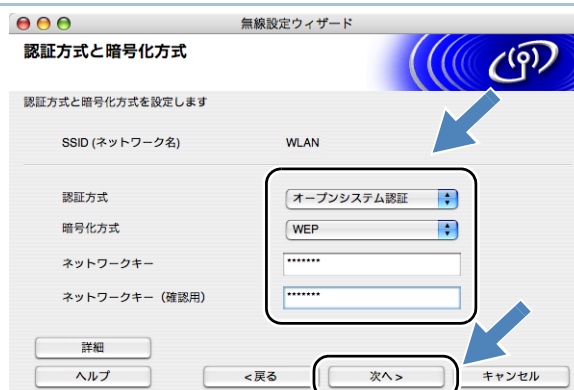 無線設定ウィザード
認証方式と暗号化方式
認証方式と暗号化方式を設定します
SSID (ネットワーク名) WLAN
認証方式 オープンシステム認証
暗号化方式 WEP
ネットワークキー *******
ネットワークキー（確認用） *******
詳細
ヘルプ <戻る 次へ> キャンセル